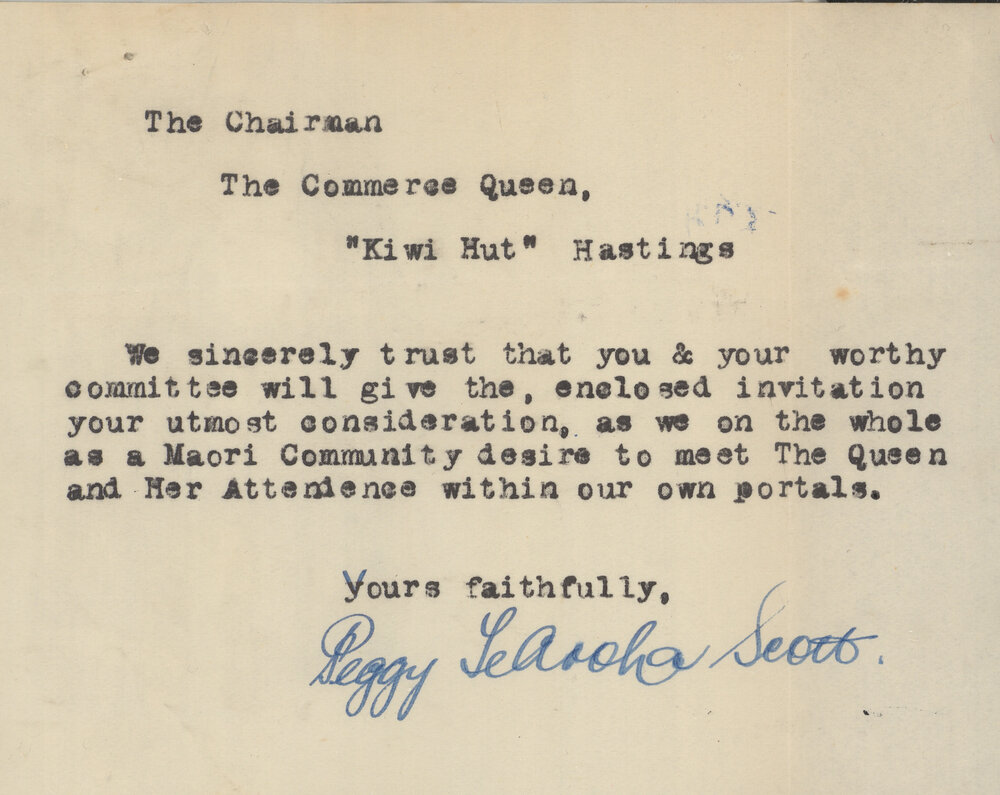 The Chairman
The Commerce Queen,
"Kiwi Hut" Hastings
We sincerely trust that you & your worthy
committee will give the, enclosed invitation
your utmost consideration, as we on the whole
as a Maori Community desire to meet The Queen
and Her Attendence within our own portals.
Yours faithfully,
Peggy TeAroha Scott.